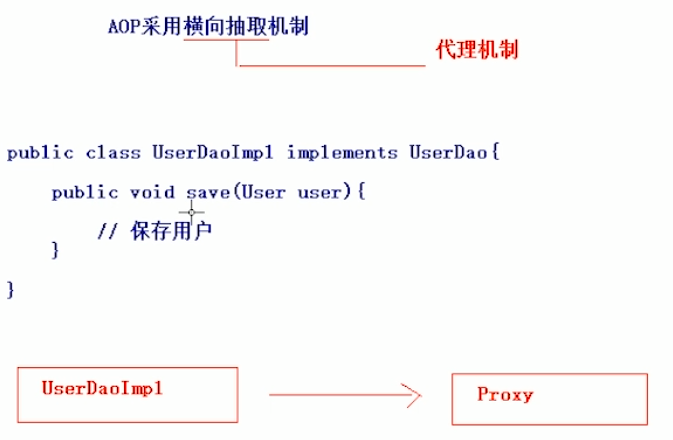 AOP采用横向抽取机制
代理机制
public class UserDaoImpl implements UserDao{
public void save(User user){
// 保存用户
}
}
UserDaoImpl
Proxy